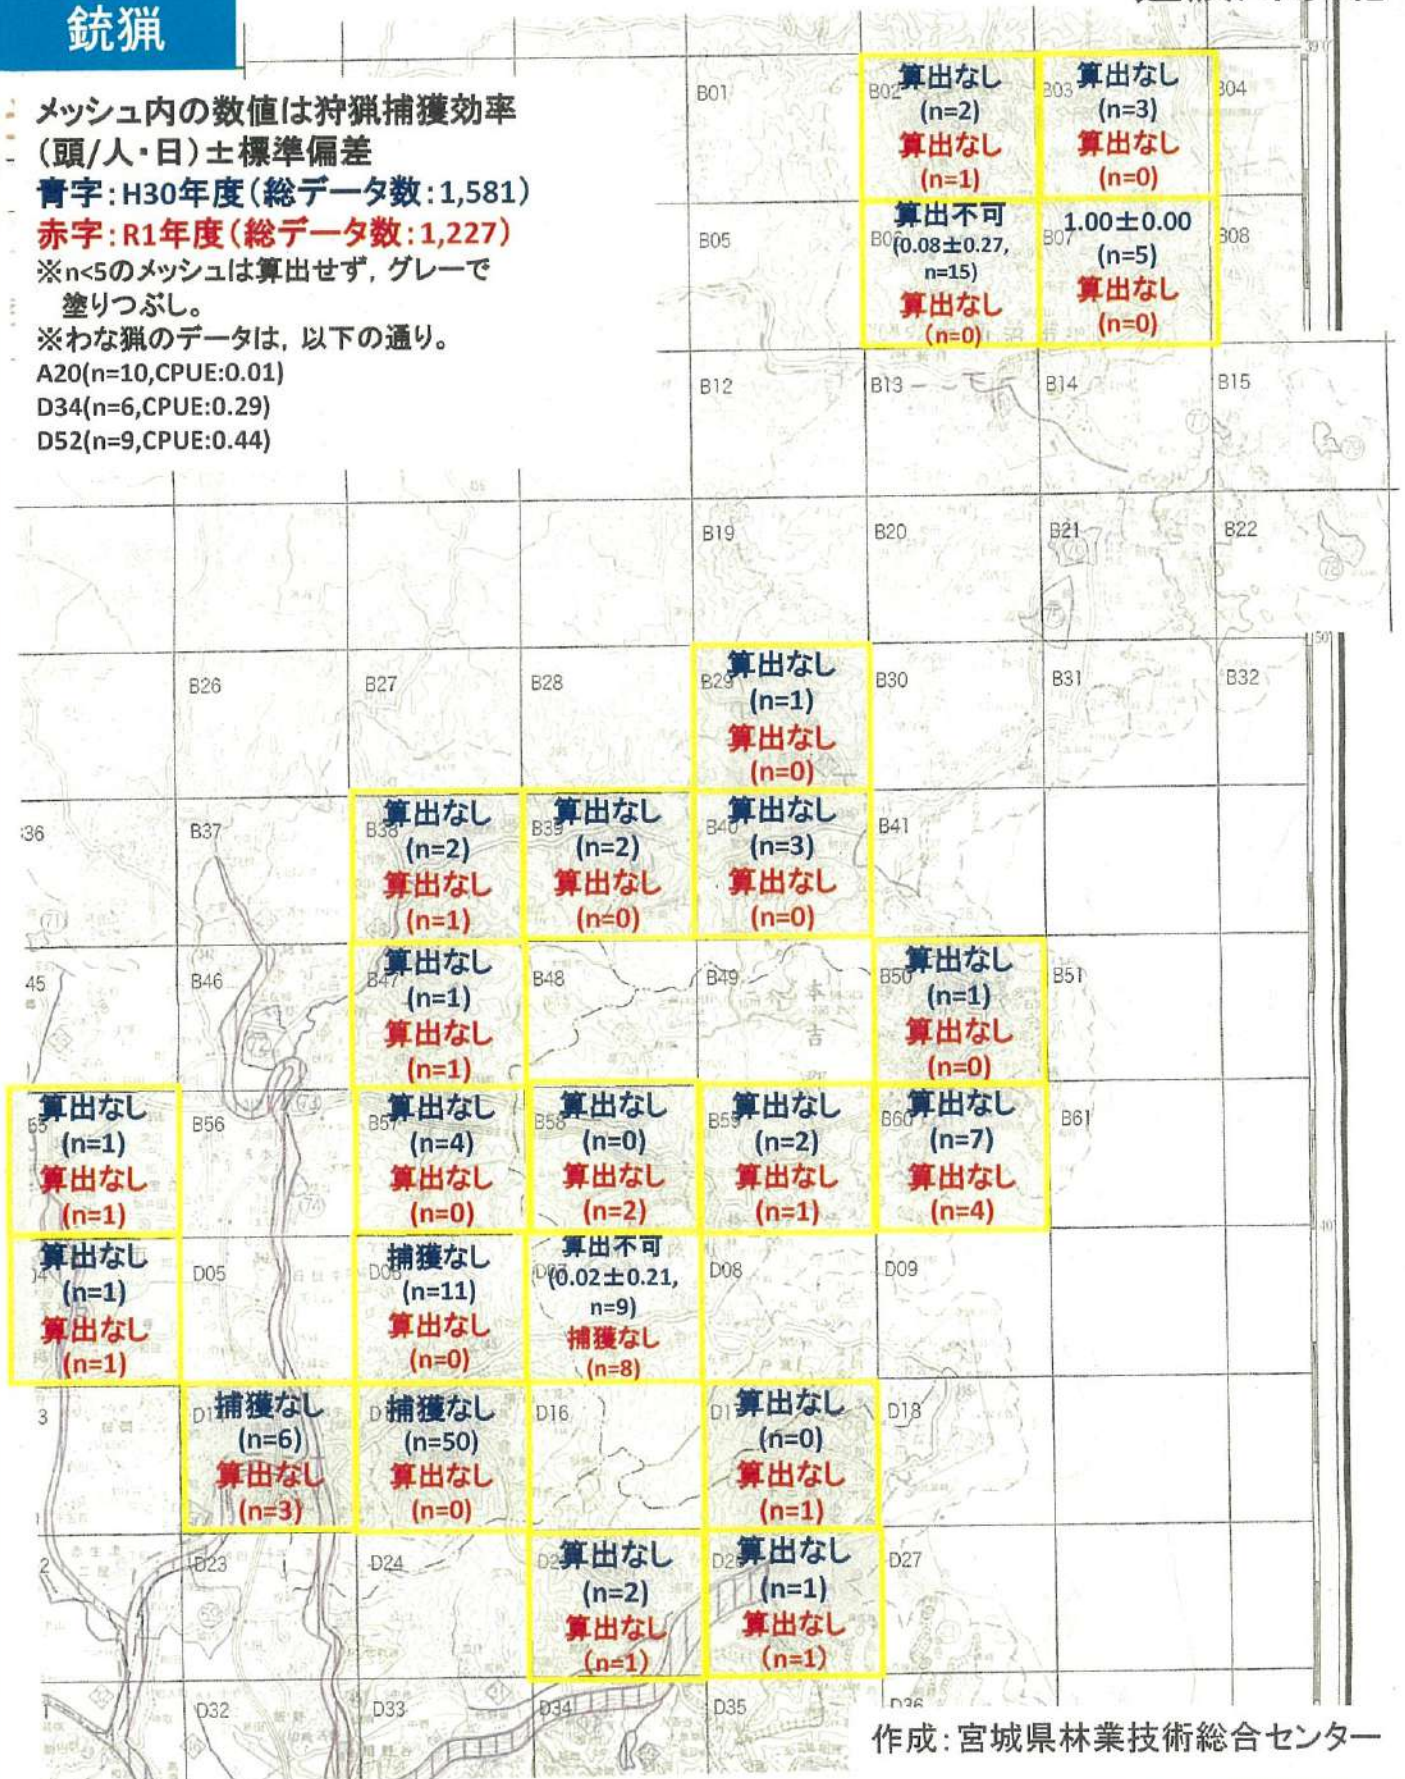 銃猟
メッシュ内の数値は狩猟捕獲効率
(頭/人・日)±標準偏差
青字:H30年度(総データ数:1,581)
赤字:R1年度(総データ数:1,227)
※n<5のメッシュは算出せず,グレーで
塗りつぶし。
※わな猟のデータは,以下の通り。
A20(n=10,CPUE:0.01)
D34(n=6,CPUE:0.29)
D52(n=9,CPUE:0.44)
B01
B02
算出なし
(n=2)
算出なし
(n=1)
B03
算出なし
(n=3)
算出なし
(n=0)
B04
39°0'
B05
B06
算出不可
(0.08±0.27,
n=15)
算出なし
(n=0)
B07
1.00±0.00
(n=5)
算出なし
(n=0)
B08
B12
B13
B14
B15
B19
B20
B21
B22
50'
B26
B27
B28
B29
算出なし
(n=1)
算出なし
(n=0)
B30
B31
B32
36
B37
B38
算出なし
(n=2)
算出なし
(n=1)
B39
算出なし
(n=2)
算出なし
(n=0)
B40
算出なし
(n=3)
算出なし
(n=0)
B41
45
B46
B47
算出なし
(n=1)
算出なし
(n=1)
B48
B49
本
吉
B50
算出なし
(n=1)
算出なし
(n=0)
B51
算出なし
(n=1)
算出なし
(n=1)
B56
B57
算出なし
(n=4)
算出なし
(n=0)
B58
算出なし
(n=0)
算出なし
(n=2)
B59
算出なし
(n=2)
算出なし
(n=1)
B60
算出なし
(n=7)
算出なし
(n=4)
B61
40'
算出なし
(n=1)
算出なし
(n=1)
D05
D06
捕獲なし
(n=11)
算出なし
(n=0)
D07
算出不可
(0.02±0.21,
n=9)
捕獲なし
(n=8)
D08
D09
3
捕獲なし
(n=6)
算出なし
(n=3)
捕獲なし
(n=50)
算出なし
(n=0)
D16
算出なし
(n=0)
算出なし
(n=1)
D18
2
D23
D24
算出なし
(n=2)
算出なし
(n=1)
算出なし
(n=1)
算出なし
(n=1)
D27
1
D32
D33
D34
D35
D36
作成:宮城県林業技術総合センター